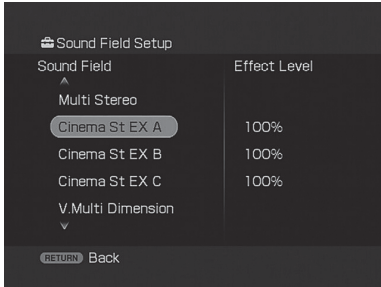 Sound Field Setup
Sound Field Effect Level
Multi Stereo
Cinema St EX A 100%
Cinema St EX B 100%
Cinema St EX C 100%
V.Multi Dimension
RETURN Back